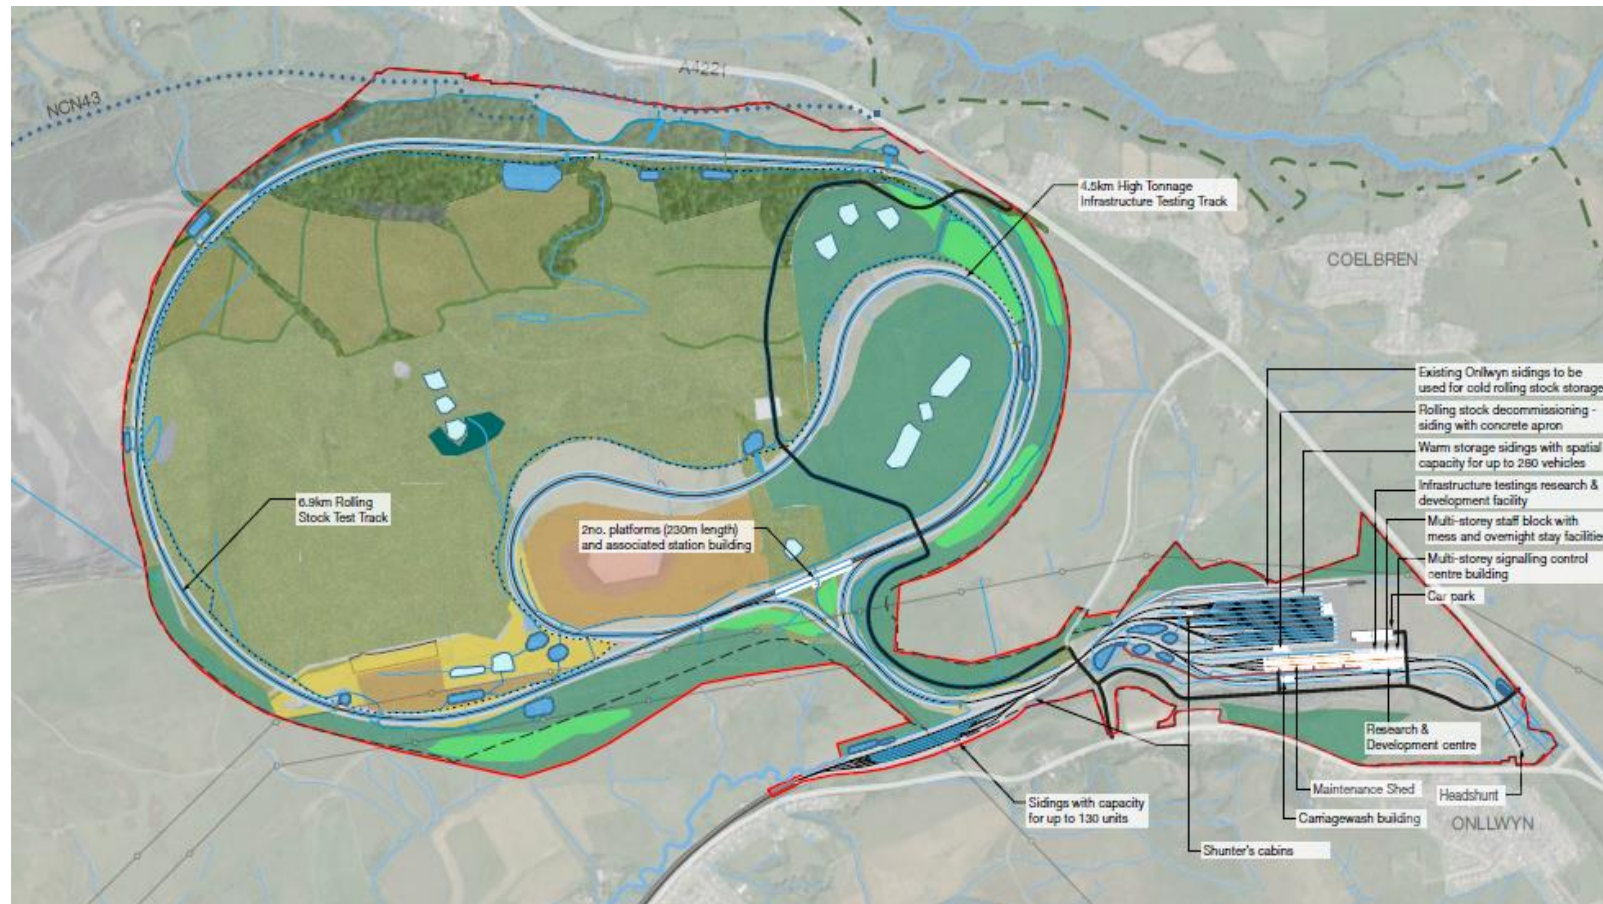 NCN43
A4221
4.5km High Tonnage
Infrastructure Testing Track
COELBREN
Existing Onllwyn sidings to be
used for cold rolling stock storage
Rolling stock decommissioning -
siding with concrete apron
Warm storage sidings with spatial
capacity for up to 280 vehicles
Infrastructure testings research &
development facility
Multi-storey staff block with
mess and overnight stay facilities
Multi-storey signalling control
centre building
Car park
6.9km Rolling
Stock Test Track
2no. platforms (230m length)
and associated station building
Research &
Development centre
Maintenance Shed
Headshunt
Carriagewash building
ONLLWYN
Sidings with capacity
for up to 130 units
Shunter's cabins